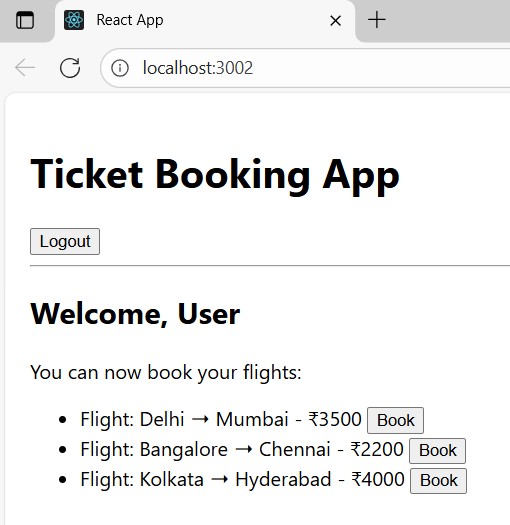 React App
localhost:3002
Ticket Booking App
Logout
Welcome, User
You can now book your flights:
Flight: Delhi → Mumbai - ₹3500 Book
Flight: Bangalore → Chennai - ₹2200 Book
Flight: Kolkata → Hyderabad - ₹4000 Book